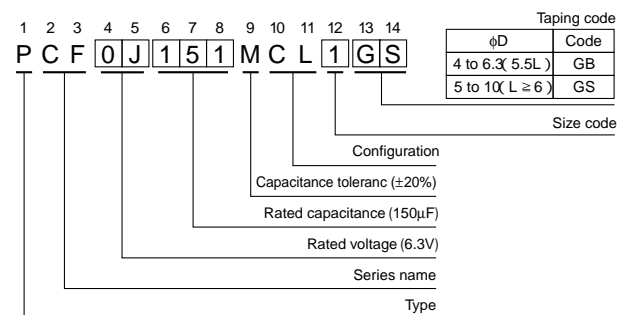 Taping code
1 2 3 4 5 6 7 8 9 10 11 12 13 14
P C F 0 J 1 5 1 M C L 1 G S
φD Code
4 to 6.3( 5.5L ) GB
5 to 10( L ≧ 6 ) GS
Size code
Configuration
Capacitance toleranc (±20%)
Rated capacitance (150μF)
Rated voltage (6.3V)
Series name
Type